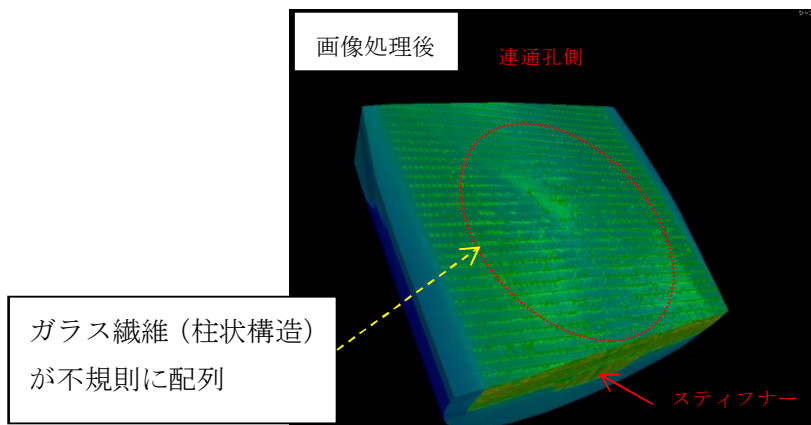 画像処理後
連通孔側
ガラス繊維（柱状構造）
が不規則に配列
スティフナー